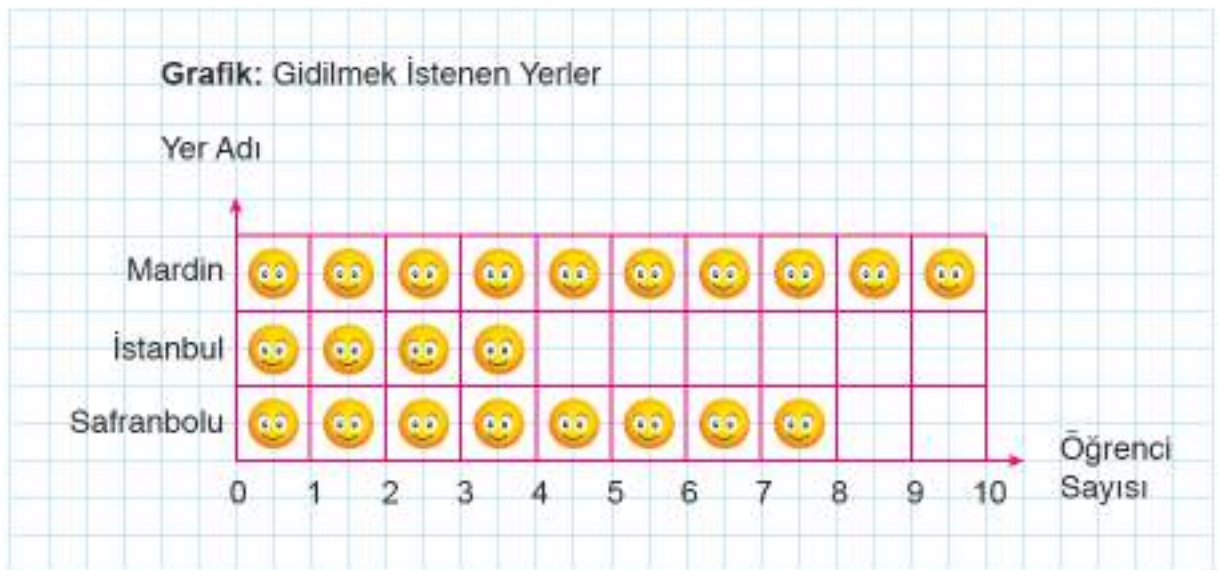 Grafik: Gidilmek İstenen Yerler
Yer Adı
Mardin
İstanbul
Safranbolu
0 1 2 3 4 5 6 7 8 9 10
Öğrenci
Sayısı